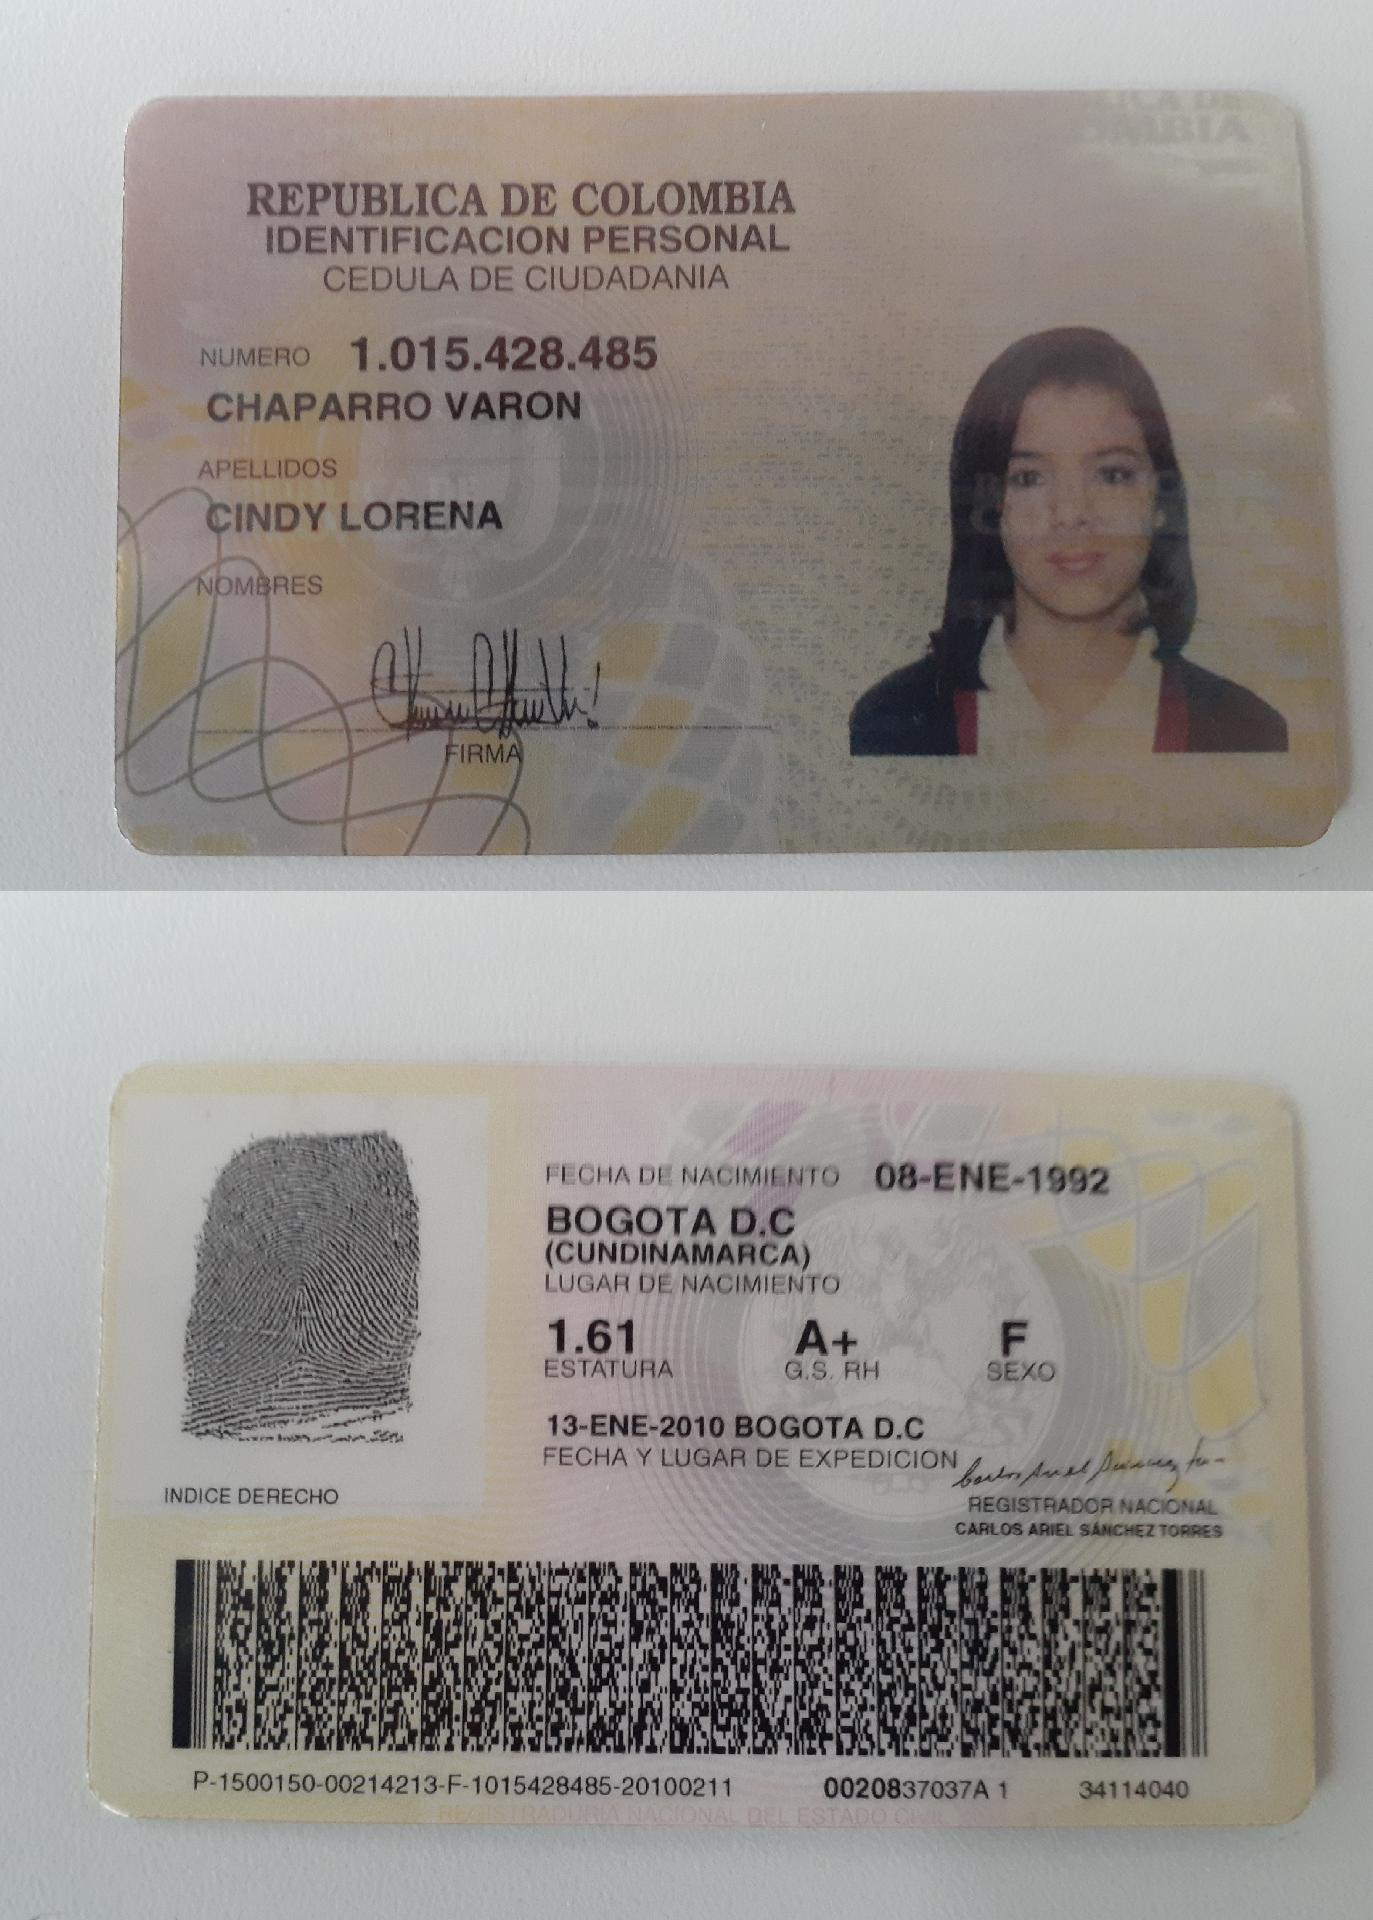 REPUBLICA DE COLOMBIA
IDENTIFICACION PERSONAL
CEDULA DE CIUDADANIA
NUMERO 1.015.428.485
CHAPARRO VARON
APELLIDOS
CINDY LORENA
NOMBRES
FIRMA
FECHA DE NACIMIENTO 08-ENE-1992
BOGOTA D.C
(CUNDINAMARCA)
LUGAR DE NACIMIENTO
1.61 A+ F
ESTATURA G.S. RH SEXO
13-ENE-2010 BOGOTA D.C
FECHA Y LUGAR DE EXPEDICION
INDICE DERECHO
REGISTRADOR NACIONAL
CARLOS ARIEL SÁNCHEZ TORRES
P-1500150-00214213-F-1015428485-20100211 0020837037A 1 34114040
REGISTRADURIA NACIONAL DEL ESTADO CIVIL